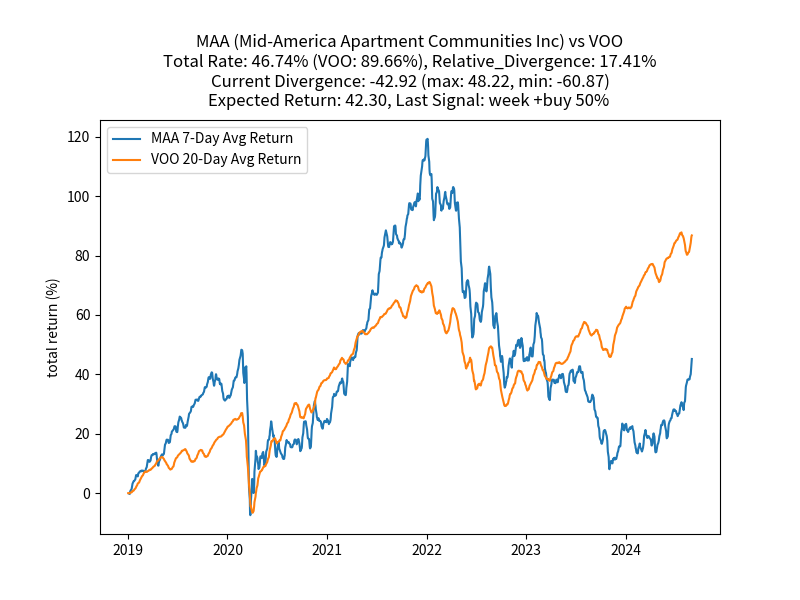 MAA (Mid-America Apartment Communities Inc) vs VOO
Total Rate: 46.74% (VOO: 89.66%), Relative_Divergence: 17.41%
Current Divergence: -42.92 (max: 48.22, min: -60.87)
Expected Return: 42.30, Last Signal: week +buy 50%
MAA 7-Day Avg Return
VOO 20-Day Avg Return
total return (%)
120
100
80
60
40
20
0
2019 2020 2021 2022 2023 2024